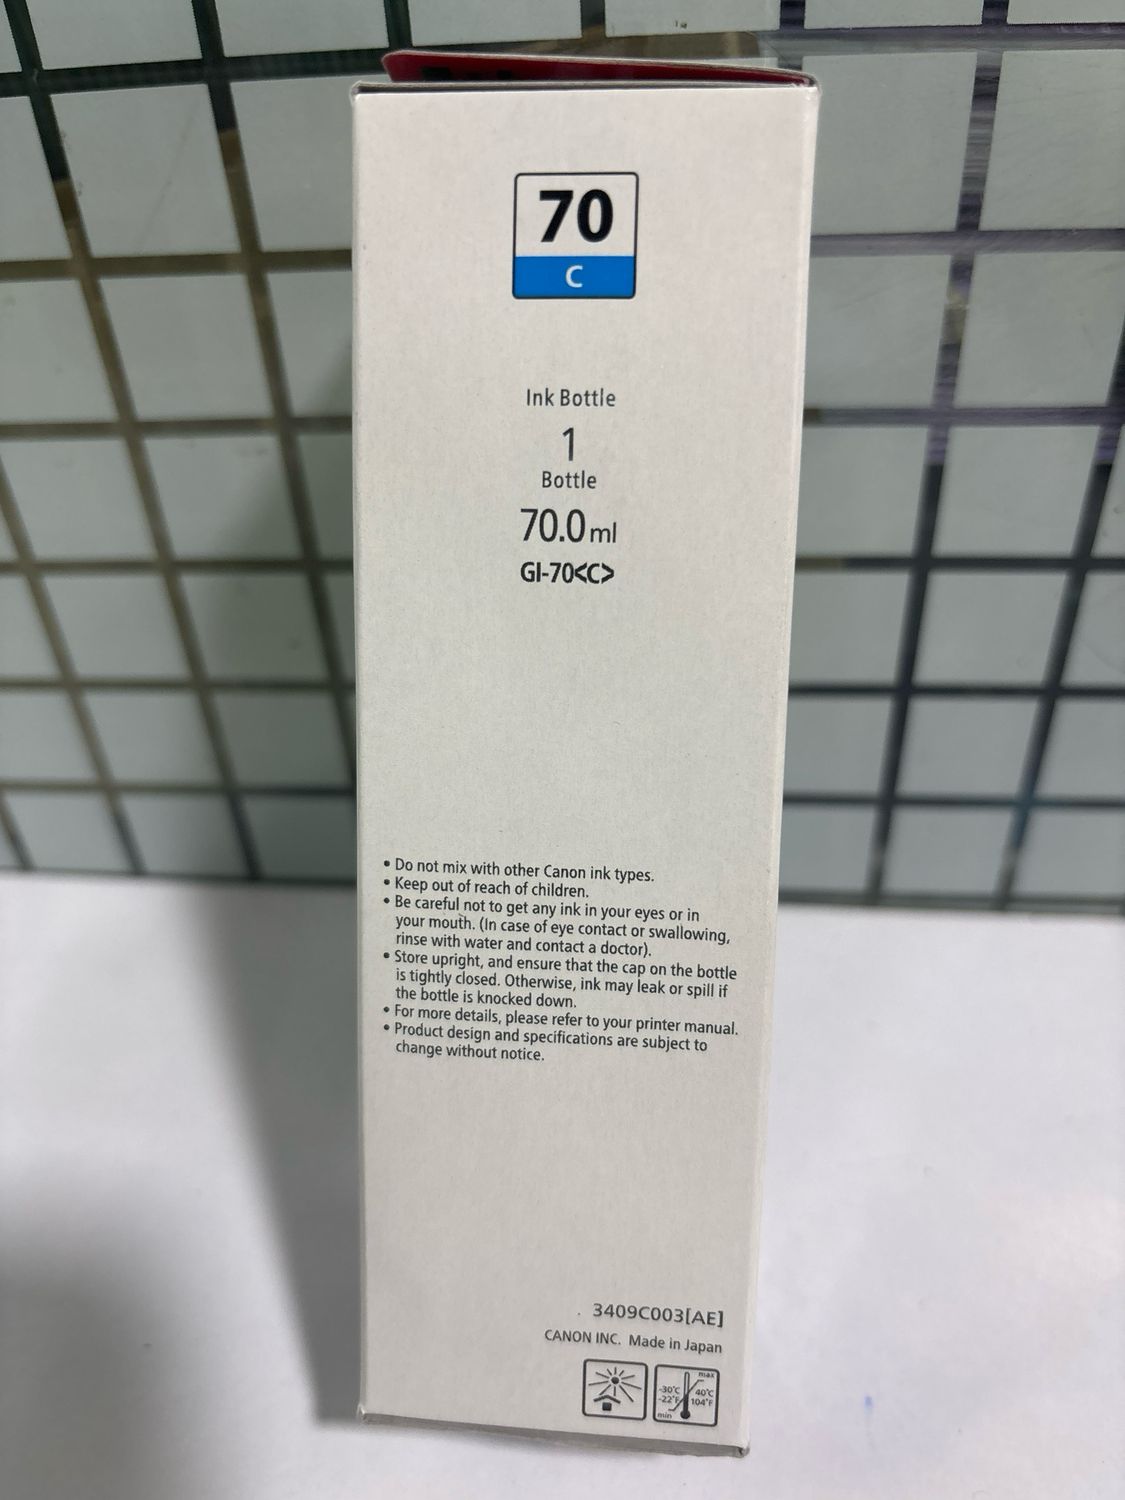 70
C
Ink Bottle
1
Bottle
70.0 ml
GI-70<C>
• Do not mix with other Canon ink types.
• Keep out of reach of children.
• Be careful not to get any ink in your eyes or in
your mouth. (In case of eye contact or swallowing,
rinse with water and contact a doctor).
• Store upright, and ensure that the cap on the bottle
is tightly closed. Otherwise, ink may leak or spill if
the bottle is knocked down.
• For more details, please refer to your printer manual.
• Product design and specifications are subject to
change without notice.
3409C003[AE]
CANON INC. Made in Japan
max
-30°C 40°C
-22°F 104°F
min